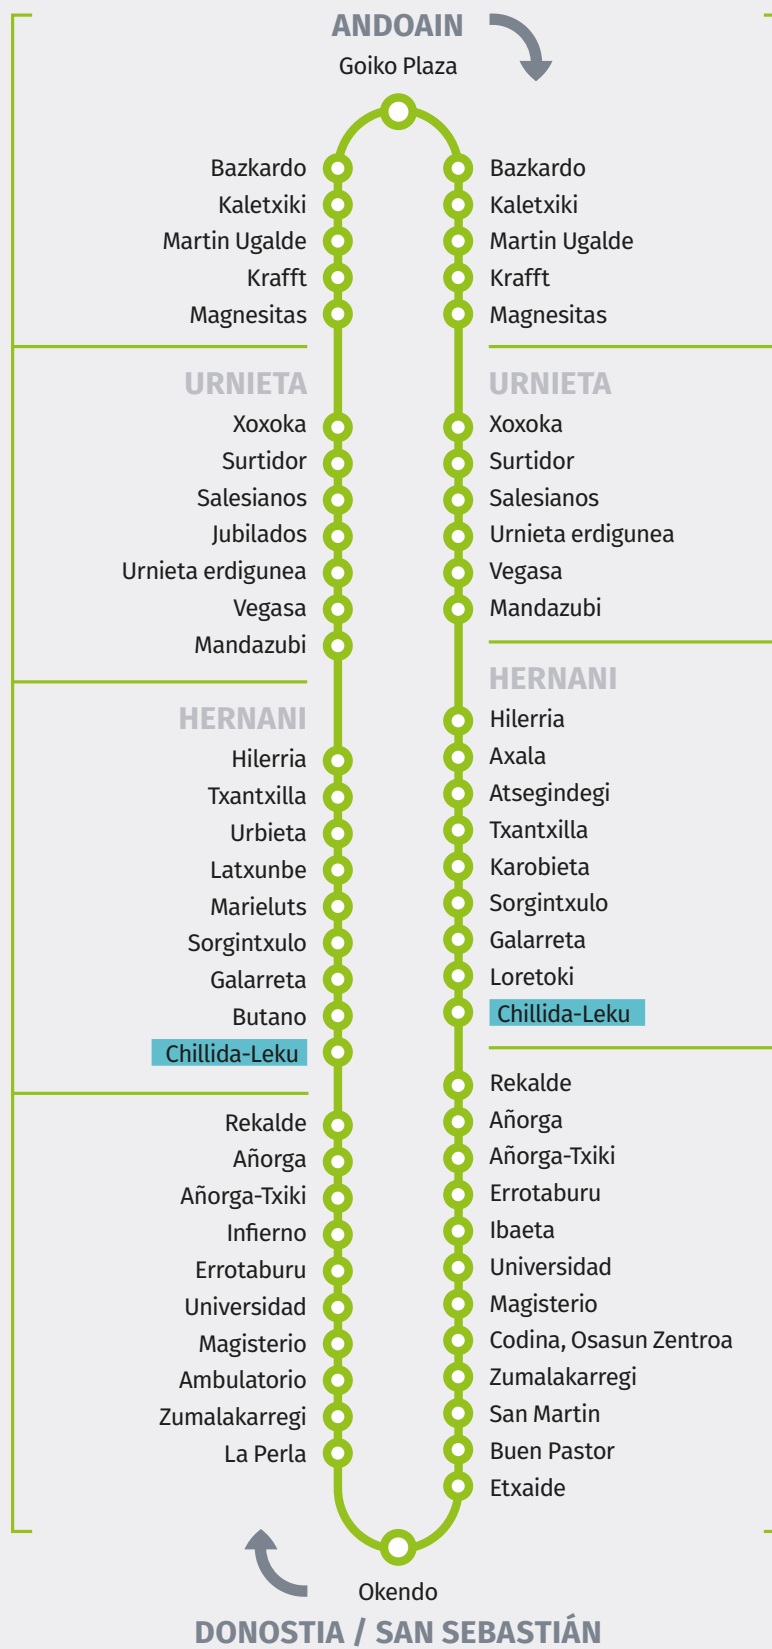 ANDOAIN
Goiko Plaza
Bazkardo
Kaletxiki
Martin Ugalde
Krafft
Magnesitas
URNIETA
Xoxoka
Surtidor
Salesianos
Jubilados
Urnieta erdigunea
Vegasa
Mandazubi
HERNANI
Hilerria
Txantxilla
Urbieta
Latxunbe
Marieluts
Sorgintxulo
Galarreta
Butano
Chillida-Leku
Rekalde
Añorga
Añorga-Txiki
Infierno
Errotaburu
Universidad
Magisterio
Ambulatorio
Zumalakarregi
La Perla
Bazkardo
Kaletxiki
Martin Ugalde
Krafft
Magnesitas
URNIETA
Xoxoka
Surtidor
Salesianos
Urnieta erdigunea
Vegasa
Mandazubi
HERNANI
Hilerria
Axala
Atsegindegi
Txantxilla
Karobieta
Sorgintxulo
Galarreta
Loretoki
Chillida-Leku
Rekalde
Añorga
Añorga-Txiki
Errotaburu
Ibaeta
Universidad
Magisterio
Codina, Osasun Zentroa
Zumalakarregi
San Martin
Buen Pastor
Etxaide
Okendo
DONOSTIA / SAN SEBASTIÁN